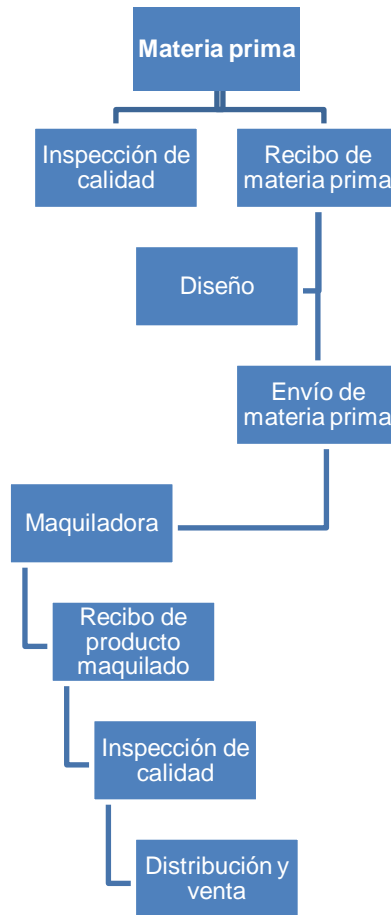 Materia prima
Inspección de
calidad
Recibo de
materia prima
Diseño
Envío de
materia prima
Maquiladora
Recibo de
producto
maquilado
Inspección de
calidad
Distribución y
venta